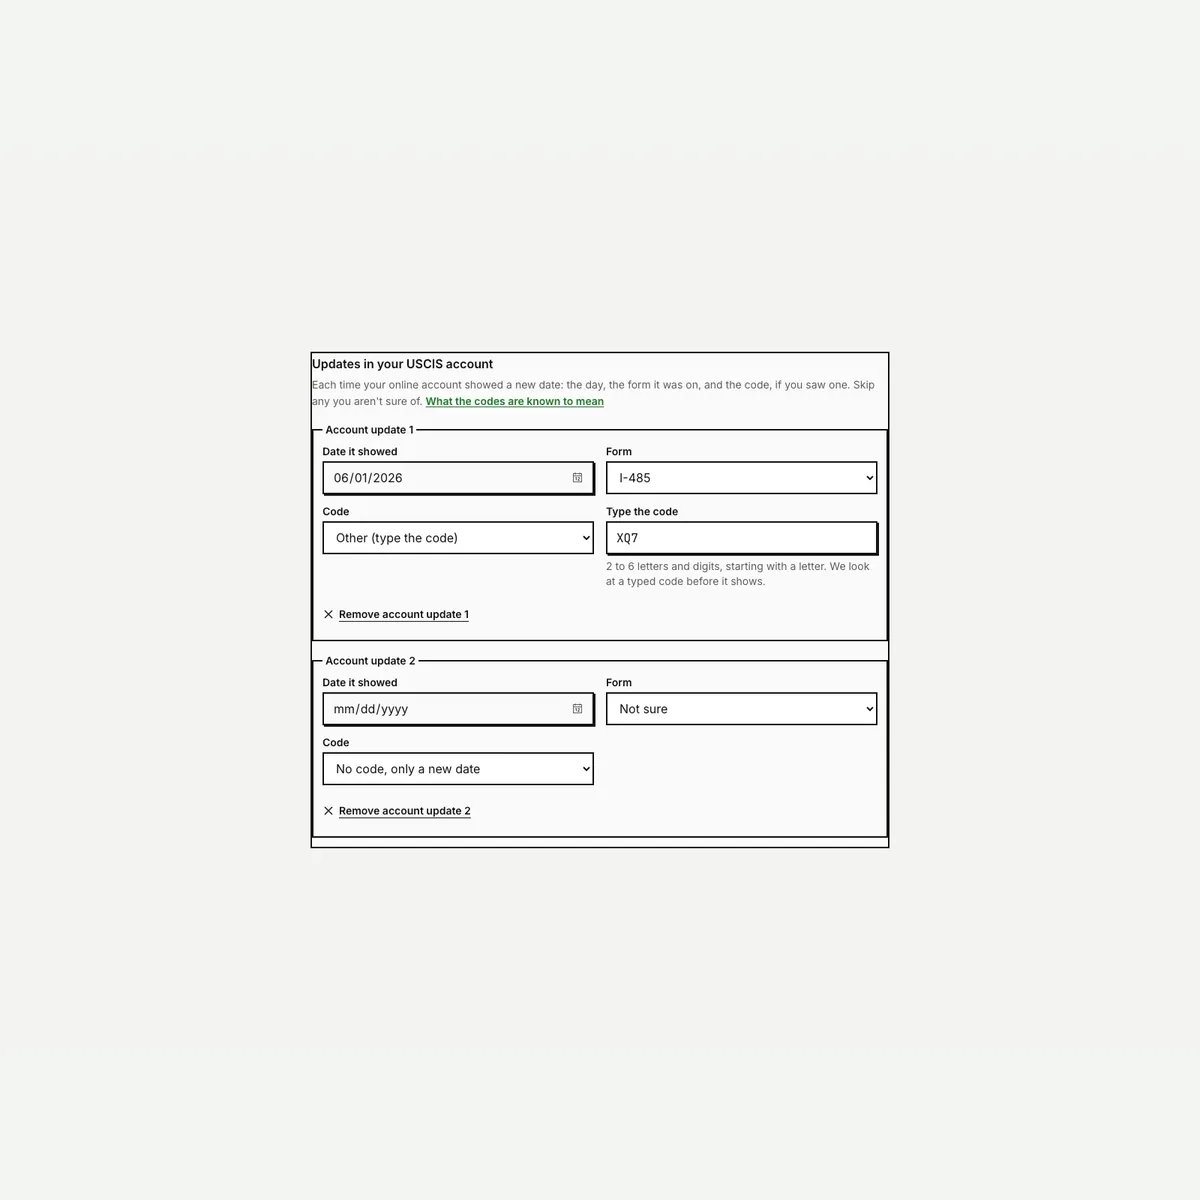 Updates in your USCIS account
Each time your online account showed a new date: the day, the form it was on, and the code, if you saw one. Skip
any you aren't sure of. What the codes are known to mean
Account update 1
Date it showed
Form
06/01/2026
I-485
Code
Type the code
Other (type the code)
XQ7
2 to 6 letters and digits, starting with a letter. We look
at a typed code before it shows.
Remove account update 1
Account update 2
Date it showed
Form
mm/dd/yyyy
Not sure
Code
No code, only a new date
Remove account update 2